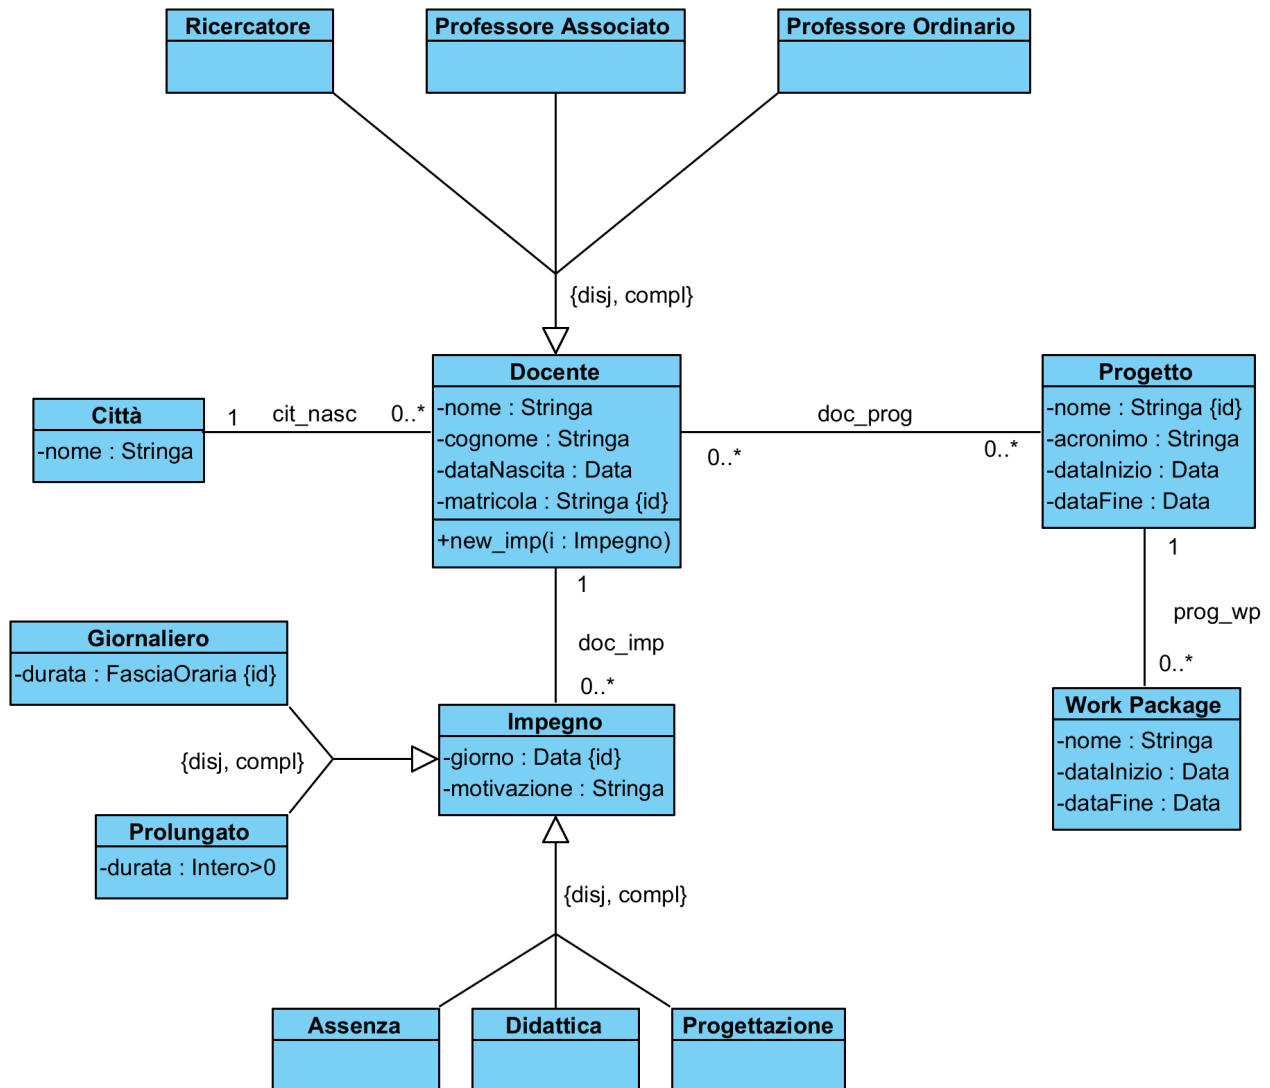 Ricercatore
Professore Associato
Professore Ordinario
{disj, compl}
Docente
-nome : Stringa
-cognome : Stringa
-dataNascita : Data
-matricola : Stringa {id}
+new_imp(i : Impegno)
Città
-nome : Stringa
1
cit_nasc
0..*
doc_prog
0..*
0..*
Progetto
-nome : Stringa {id}
-acronimo : Stringa
-dataInizio : Data
-dataFine : Data
1
prog_wp
0..*
Work Package
-nome : Stringa
-dataInizio : Data
-dataFine : Data
1
doc_imp
0..*
Giornaliero
-durata : FasciaOraria {id}
{disj, compl}
Prolungato
-durata : Intero>0
Impegno
-giorno : Data {id}
-motivazione : Stringa
{disj, compl}
Assenza
Didattica
Progettazione